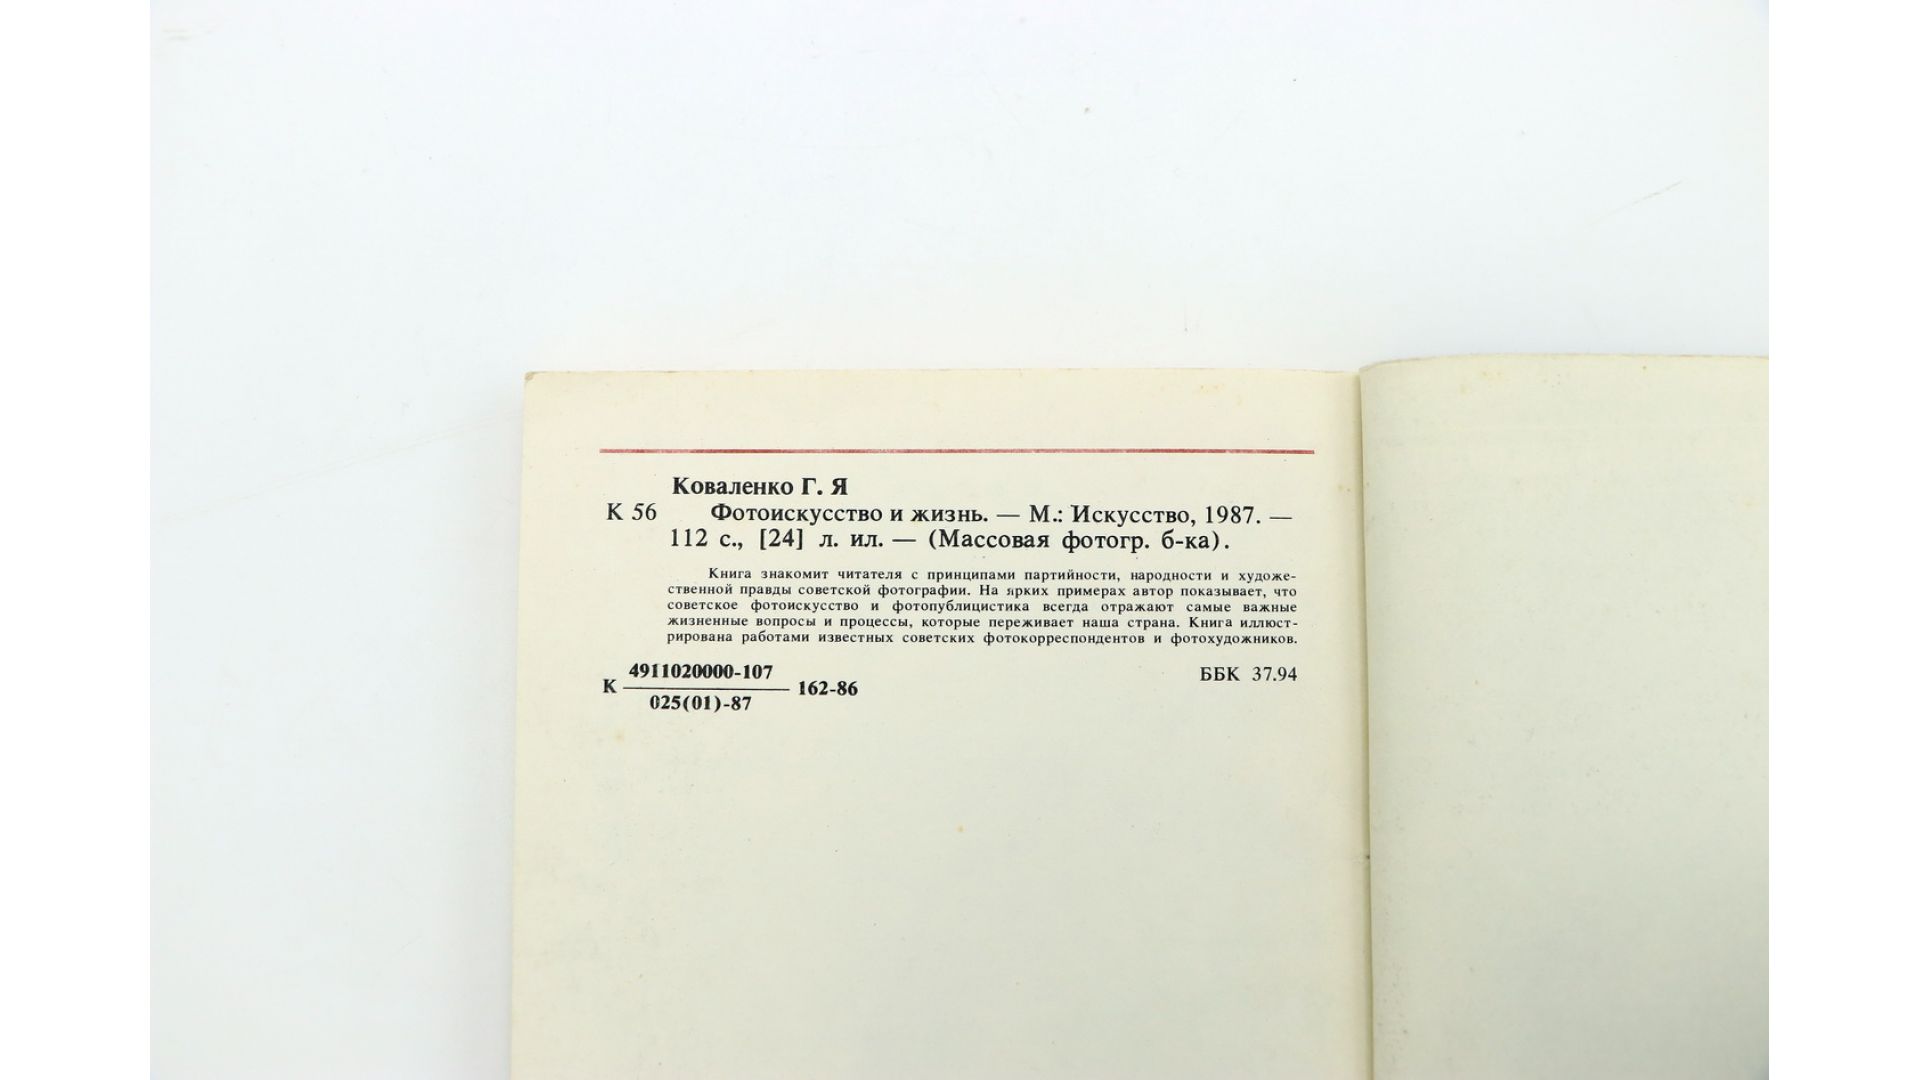 Коваленко Г. Я
К 56 Фотоискусство и жизнь. — М.: Искусство, 1987. —
112 с., [24] л. ил. — (Массовая фотогр. б-ка).
Книга знакомит читателя с принципами партийности, народности и художе-
ственной правды советской фотографии. На ярких примерах автор показывает, что
советское фотоискусство и фотопублицистика всегда отражают самые важные
жизненные вопросы и процессы, которые переживает наша страна. Книга иллюст-
рирована работами известных советских фотокорреспондентов и фотохудожников.
4911020000-107
К 162-86
025(01)-87
ББК 37.94